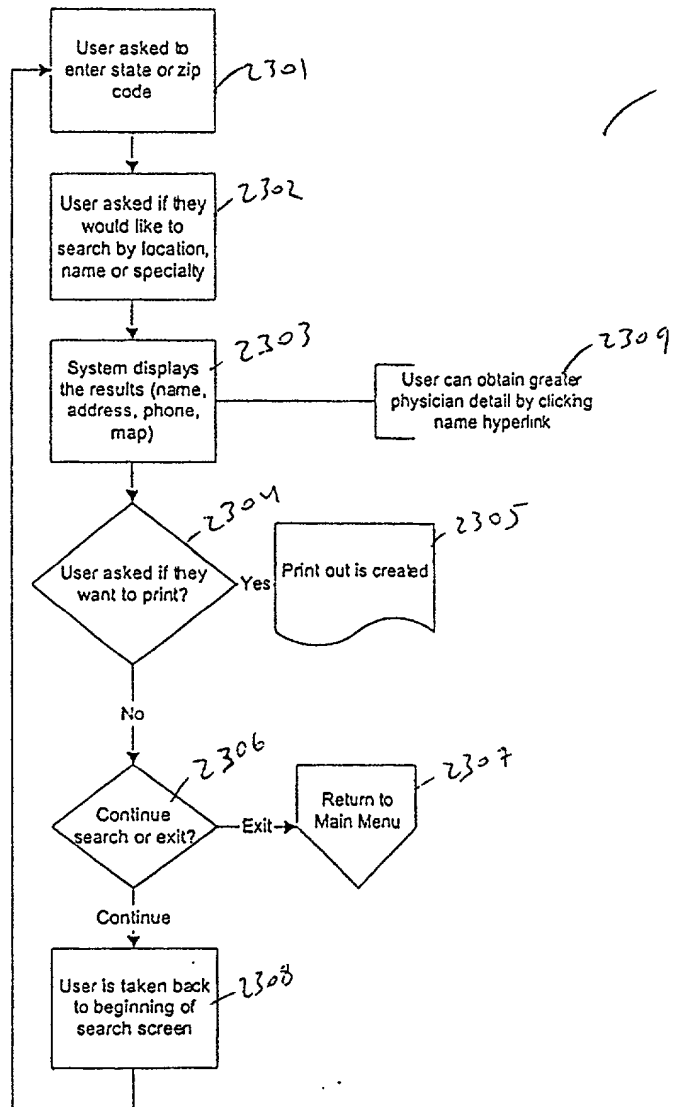 User asked to
enter state or zip
code
2301
User asked if they
would like to
search by location,
name or specialty
2302
System displays
the results (name,
address, phone,
map)
2303
User can obtain greater
physician detail by clicking
name hyperlink
2309
User asked if they
want to print?
2304
Yes
Print out is created
2305
No
Continue
search or exit?
2306
Exit
Return to
Main Menu
2307
Continue
User is taken back
to beginning of
search screen
2308